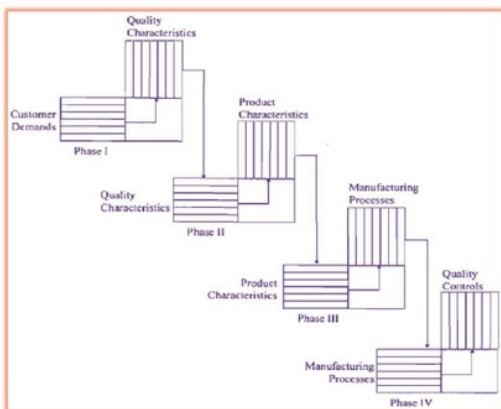 Quality
Characteristics
Customer
Demands
Phase I
Product
Characteristics
Quality
Characteristics
Phase II
Manufacturing
Processes
Product
Characteristics
Phase III
Quality
Controls
Manufacturing
Processes
Phase IV